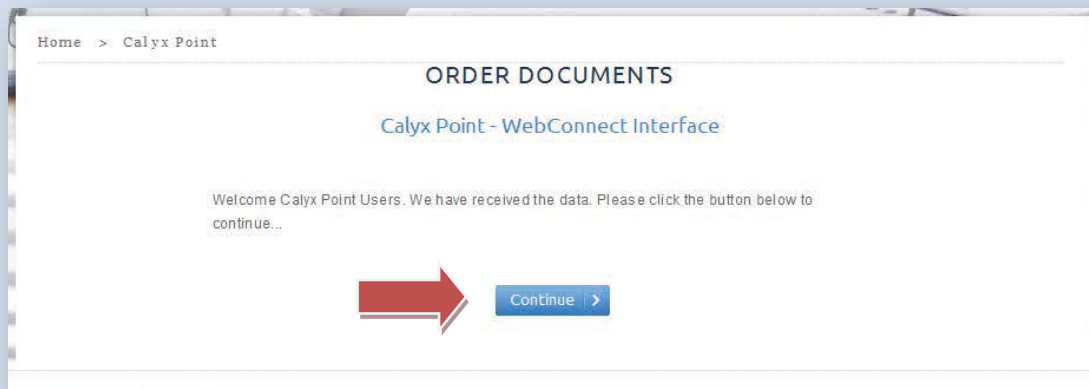 Home > Calyx Point
ORDER DOCUMENTS
Calyx Point - WebConnect Interface
Welcome Calyx Point Users. We have received the data. Please click the button below to
continue...
Continue >